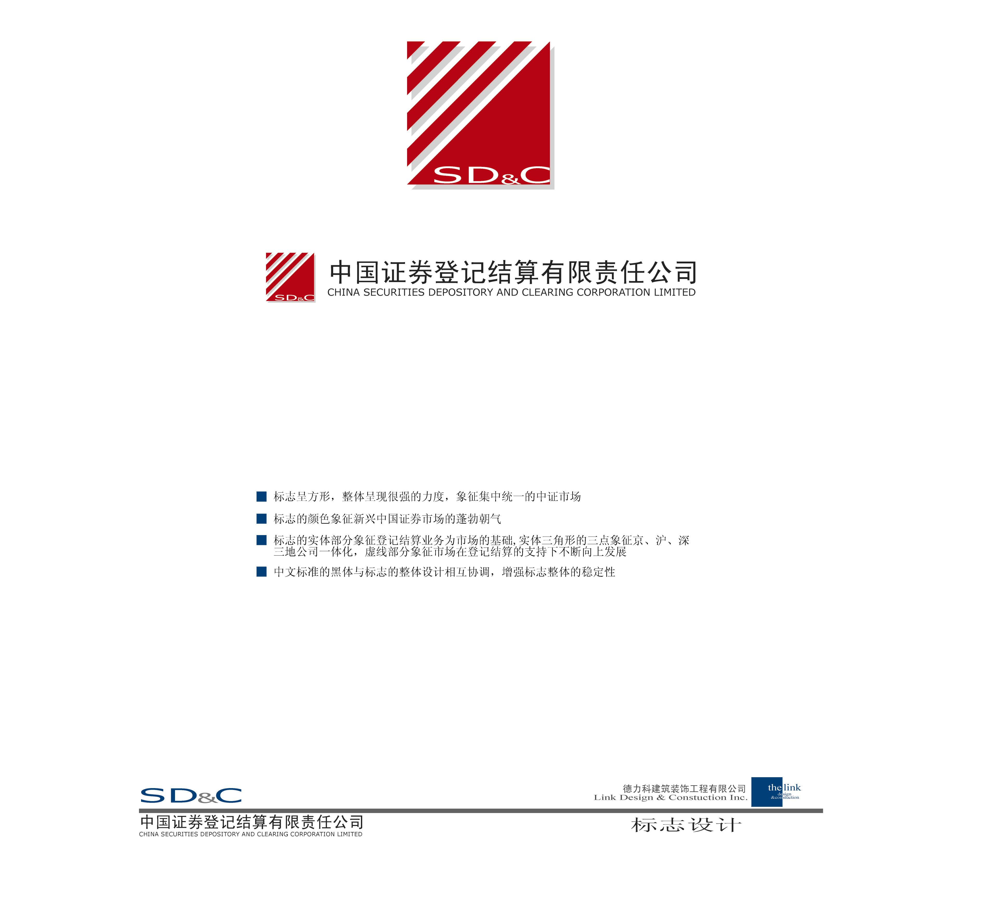 SD&C
SD&C
中国证券登记结算有限责任公司
CHINA SECURITIES DEPOSITORY AND CLEARING CORPORATION LIMITED
标志呈方形，整体呈现很强的力度，象征集中统一的中证市场
标志的颜色象征新兴中国证券市场的蓬勃朝气
标志的实体部分象征登记结算业务为市场的基础,实体三角形的三点象征京、沪、深
三地公司一体化，虚线部分象征市场在登记结算的支持下不断向上发展
中文标准的黑体与标志的整体设计相互协调，增强标志整体的稳定性
SD&C
中国证券登记结算有限责任公司
CHINA SECURITIES DEPOSITORY AND CLEARING CORPORATION LIMITED
德力科建筑装饰工程有限公司
Link Design & Constuction Inc.
the link
design
&constuction
标志设计